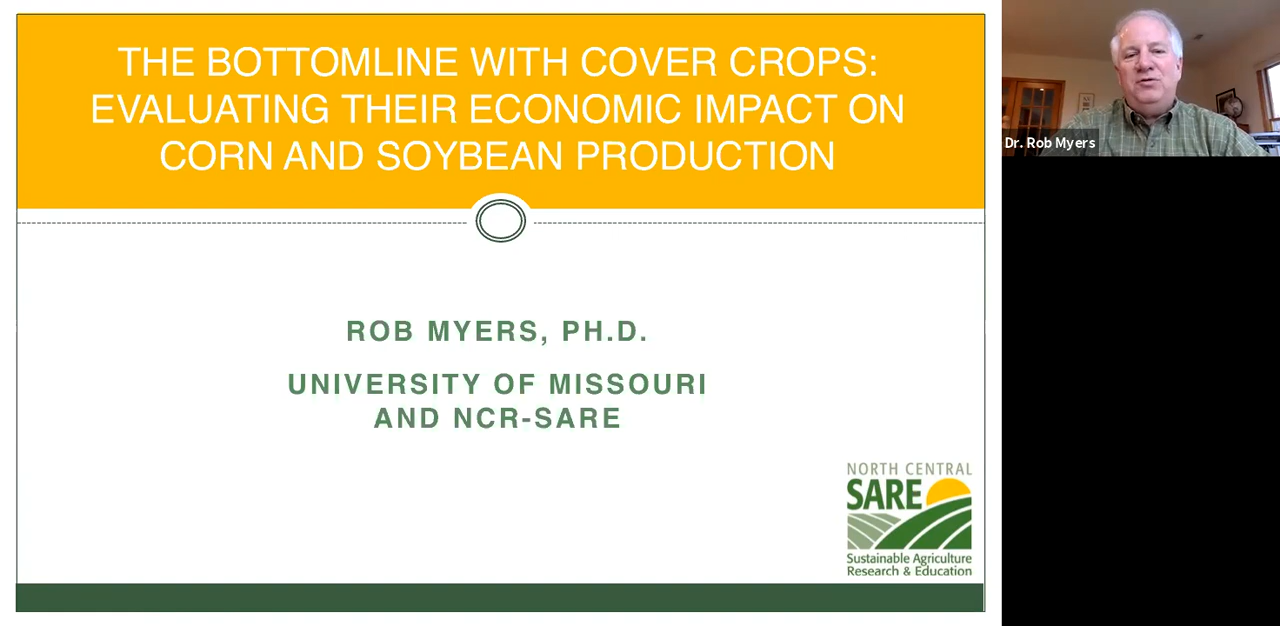 THE BOTTOMLINE WITH COVER CROPS:
EVALUATING THEIR ECONOMIC IMPACT ON
CORN AND SOYBEAN PRODUCTION
ROB MYERS, PH.D.
UNIVERSITY OF MISSOURI
AND NCR-SARE
NORTH CENTRAL
SARE
Sustainable Agriculture
Research & Education
Dr. Rob Myers